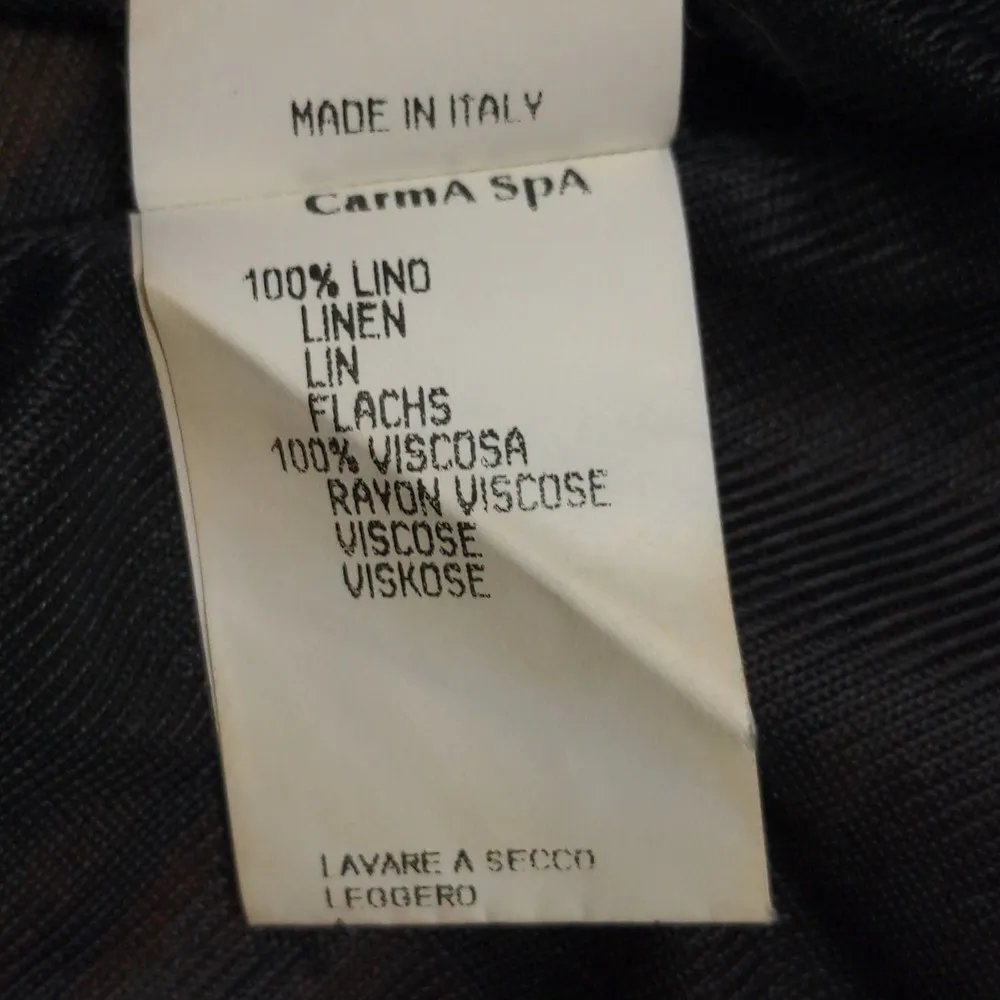 MADE IN ITALY
CarmA SpA
100% LINO
LINEN
LIN
FLACHS
100% VISCOSA
RAYON VISCOSE
VISCOSE
VISKOSE
LAVARE A SECCO
LEGGERO